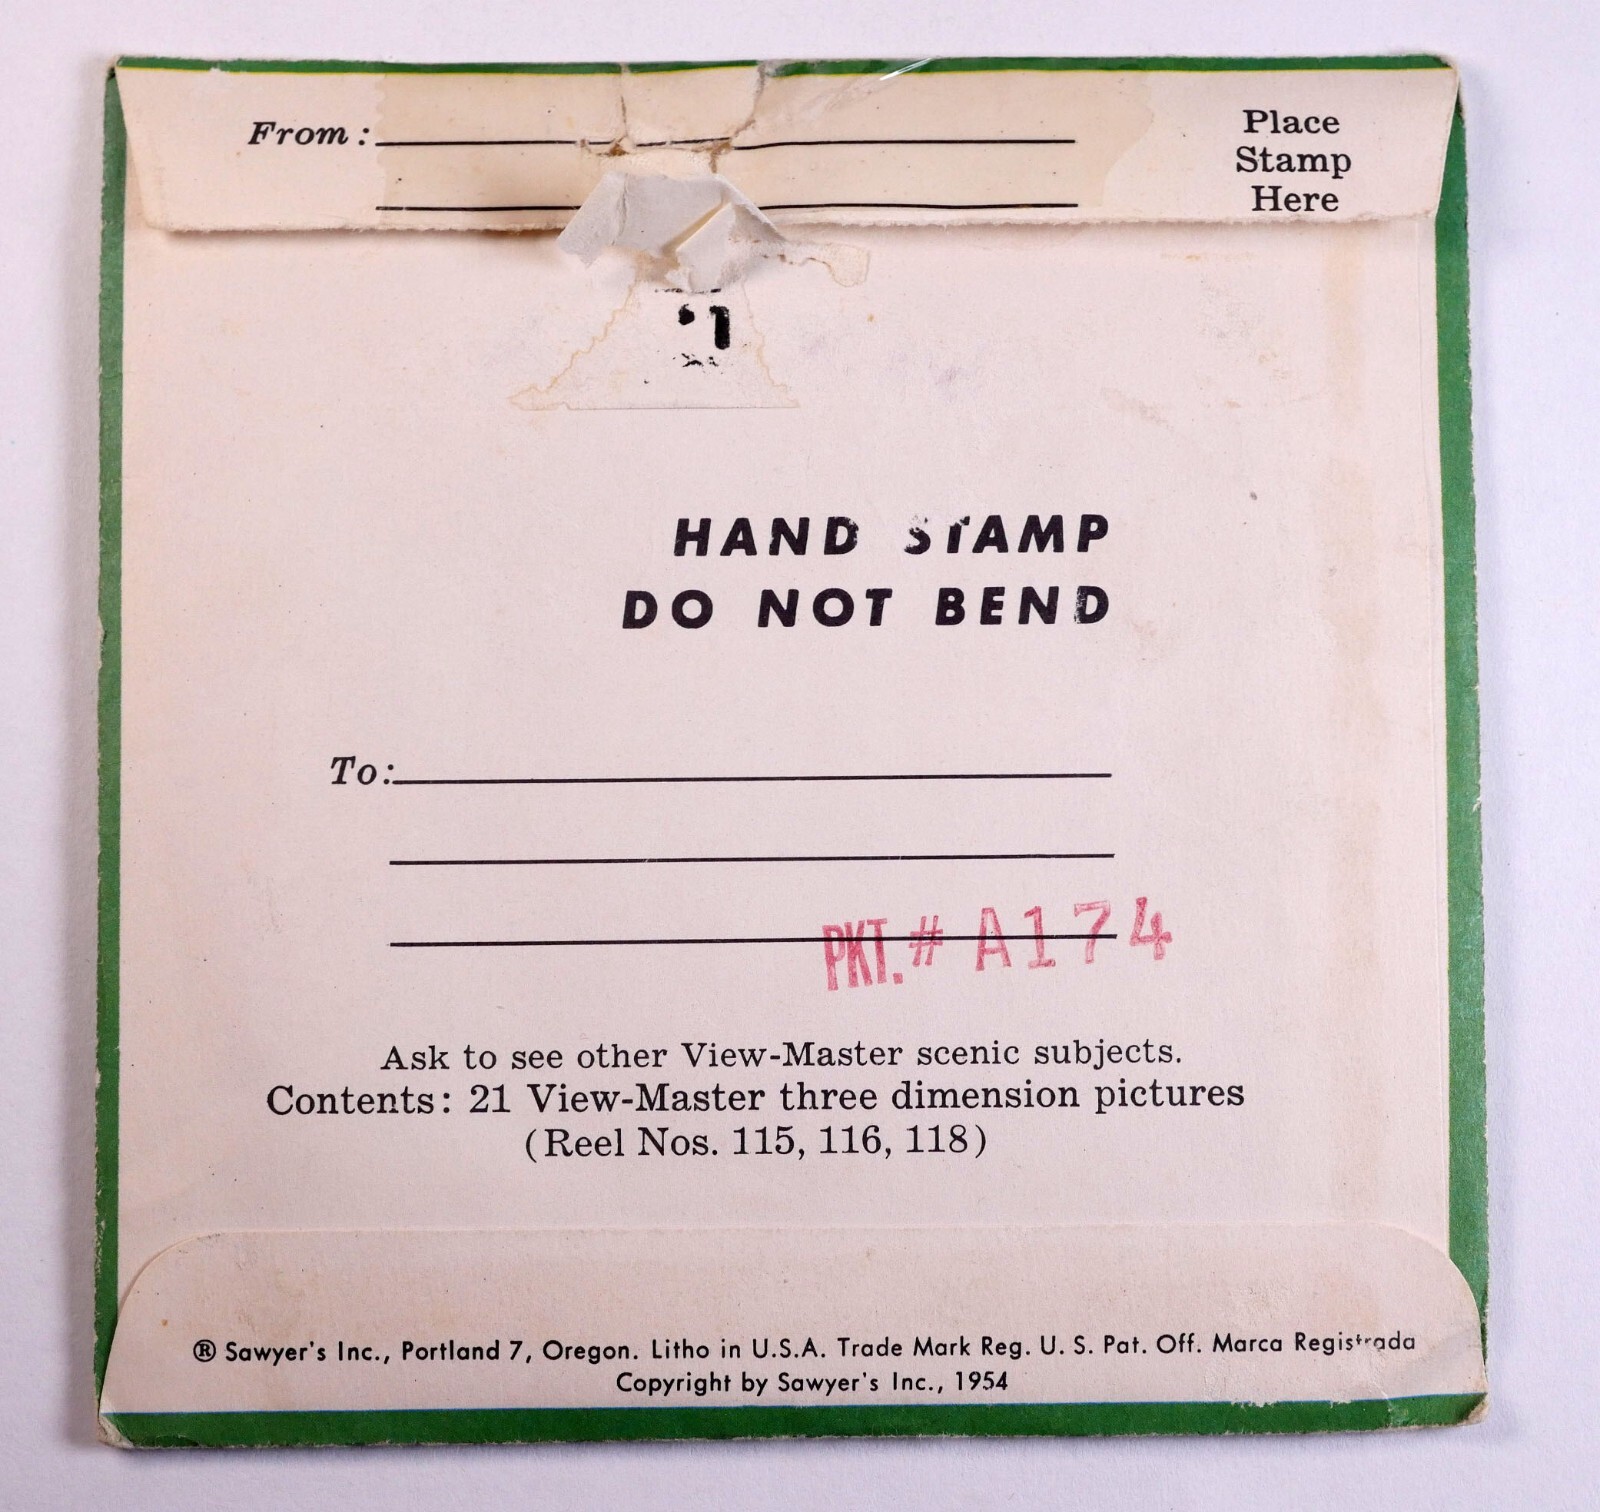 From:
Place
Stamp
Here
HAND STAMP
DO NOT BEND
To:
PKT. # A174
Ask to see other View-Master scenic subjects.
Contents: 21 View-Master three dimension pictures
(Reel Nos. 115, 116, 118)
® Sawyer's Inc., Portland 7, Oregon. Litho in U.S.A. Trade Mark Reg. U. S. Pat. Off. Marca Registrada
Copyright by Sawyer's Inc., 1954